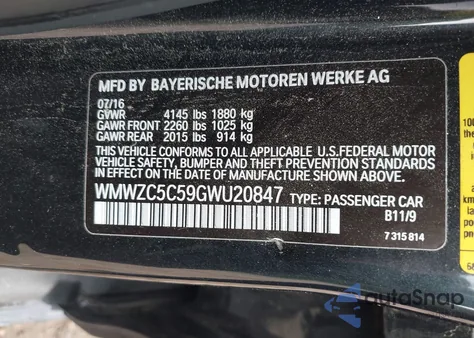 MFD BY BAYERISCHE MOTOREN WERKE AG
07/16
GVWR 4145 lbs 1880 kg
GAWR FRONT 2260 lbs 1025 kg
GAWR REAR 2015 lbs 914 kg
THIS VEHICLE CONFORMS TO ALL APPLICABLE U.S.FEDERAL MOTOR
VEHICLE SAFETY, BUMPER AND THEFT PREVENTION STANDARDS
IN EFFECT ON THE DATE OF MANUFACTURE SHOWN ABOVE.
WMWZC5C59GWU20847 TYPE: PASSENGER CAR
B11/9
7 315 814
autoSnap